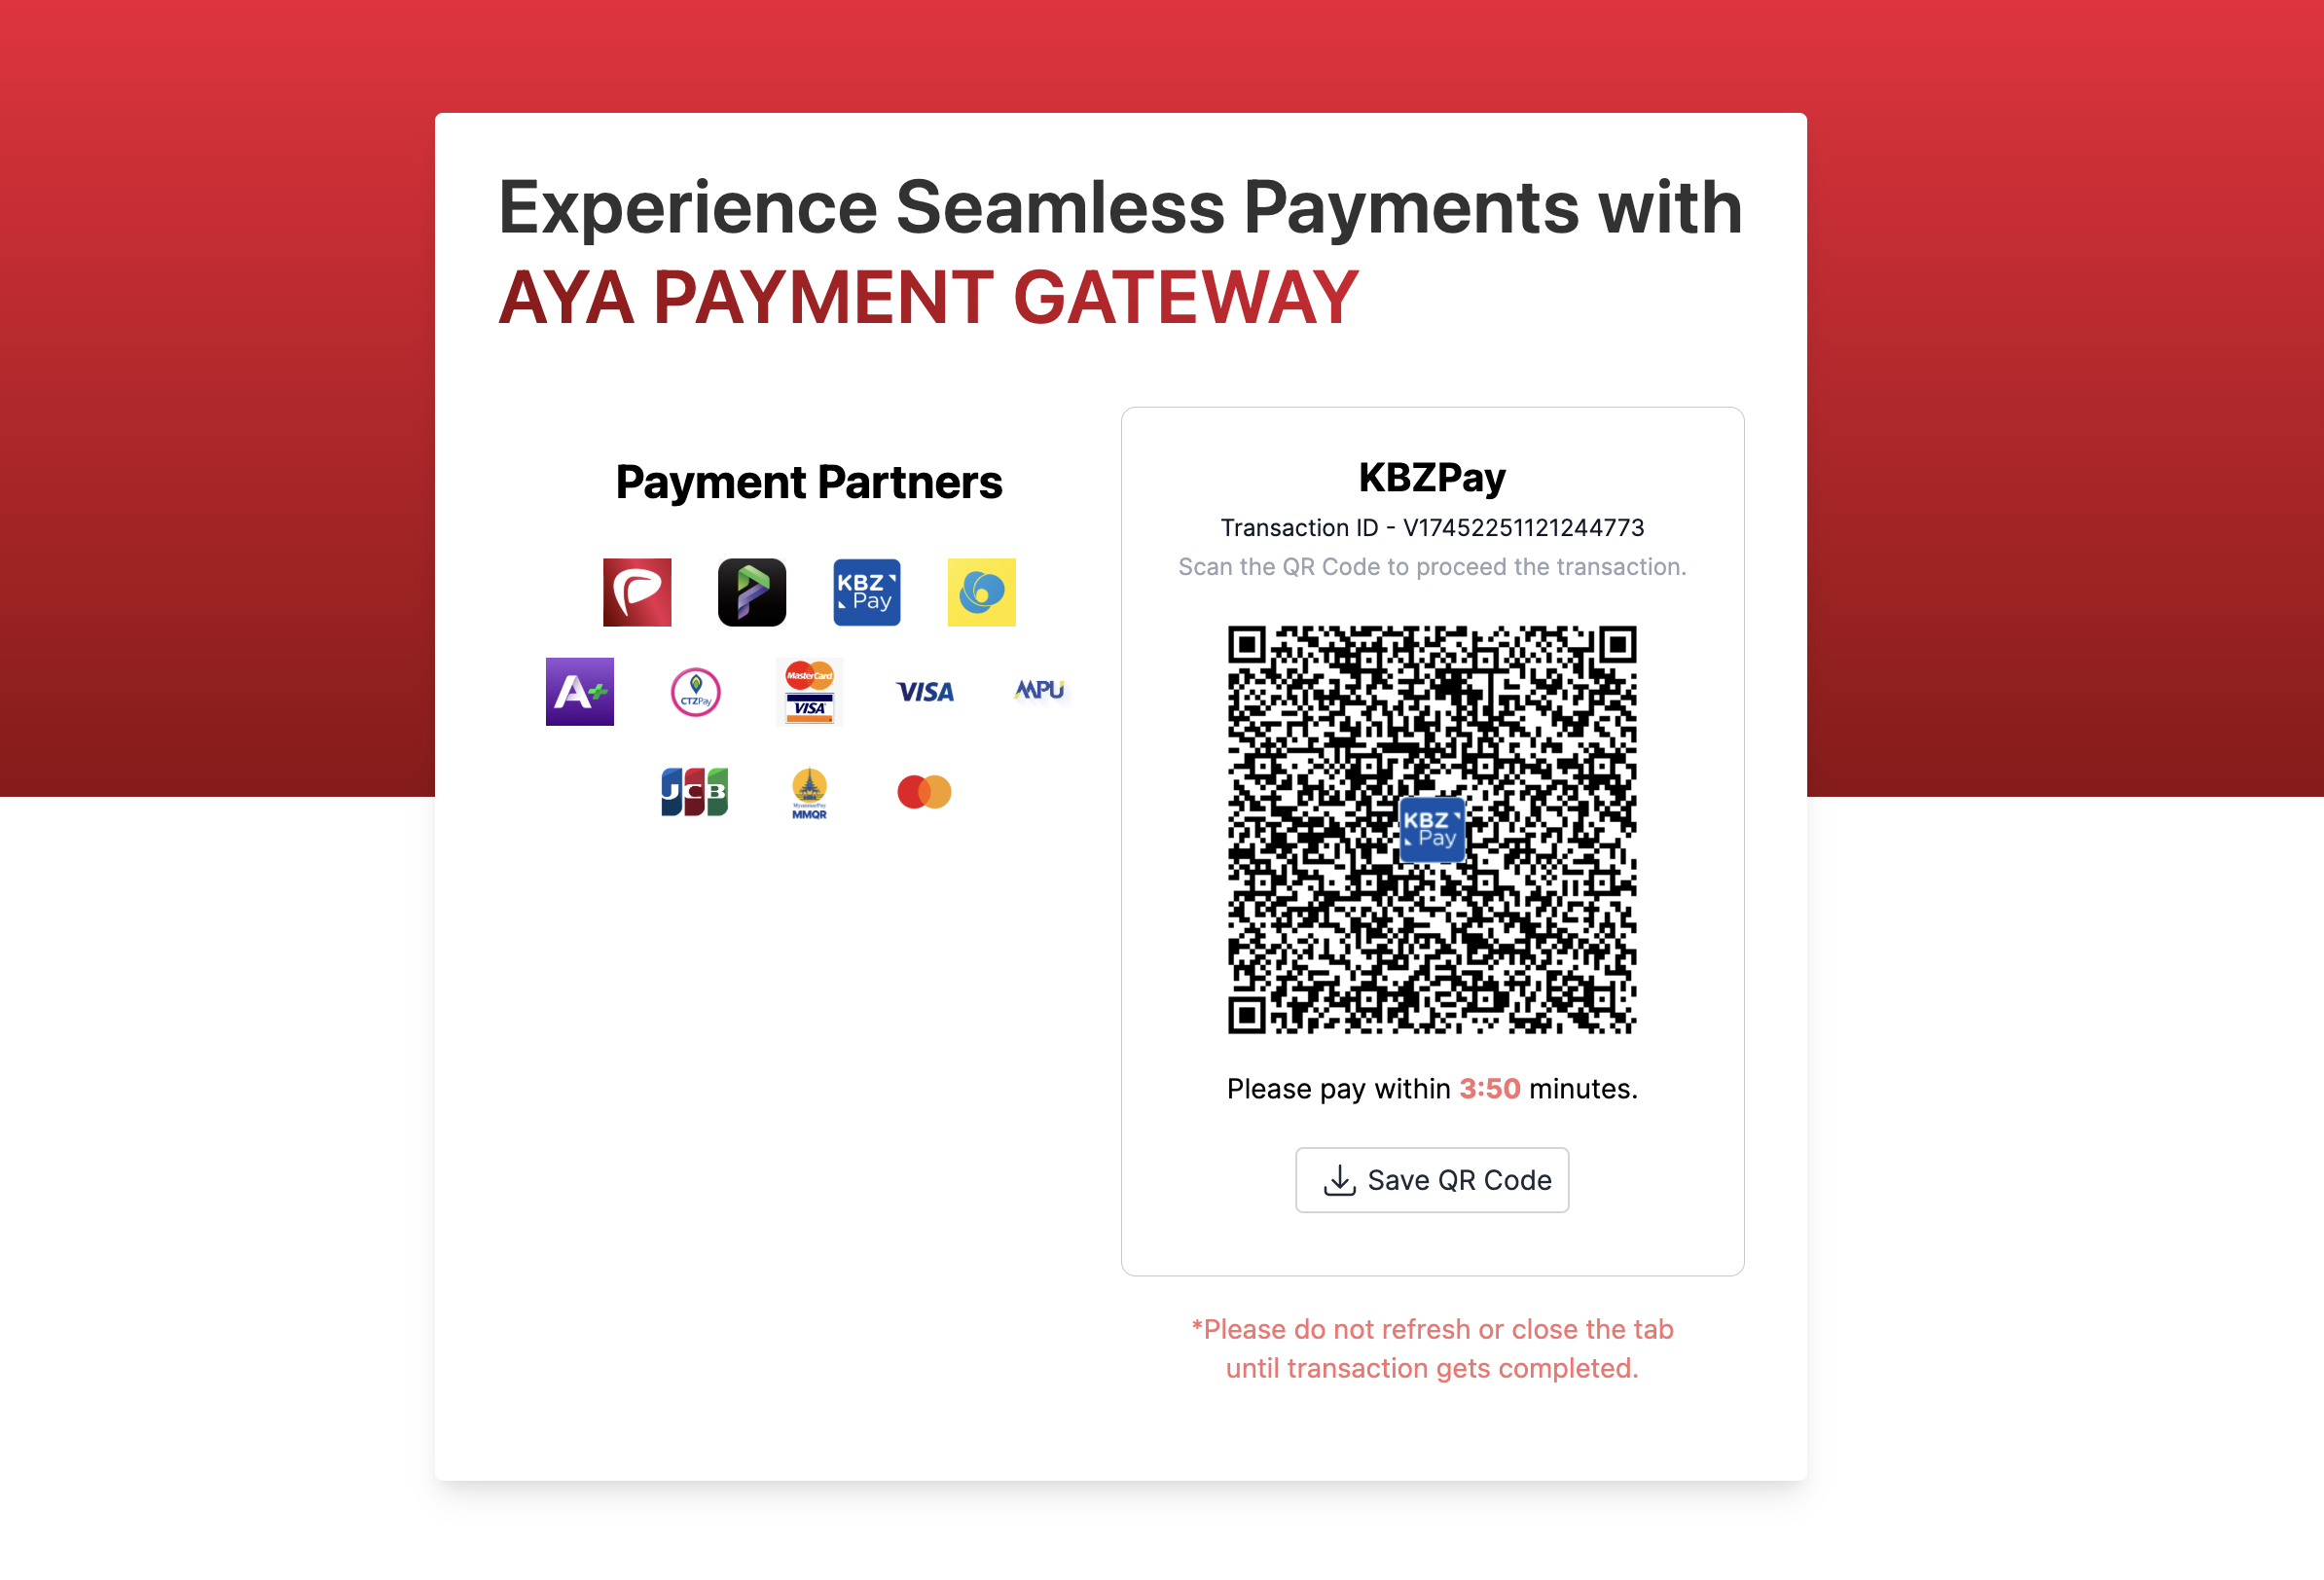 Experience Seamless Payments with
AYA PAYMENT GATEWAY
Payment Partners
KBZ
Pay
A+
CTZPay
MasterCard
VISA
VISA
MPU
JCB
MyanmarPay
MMQR
KBZPay
Transaction ID - V17452251121244773
Scan the QR Code to proceed the transaction.
KBZ
Pay
Please pay within 3:50 minutes.
Save QR Code
*Please do not refresh or close the tab
until transaction gets completed.